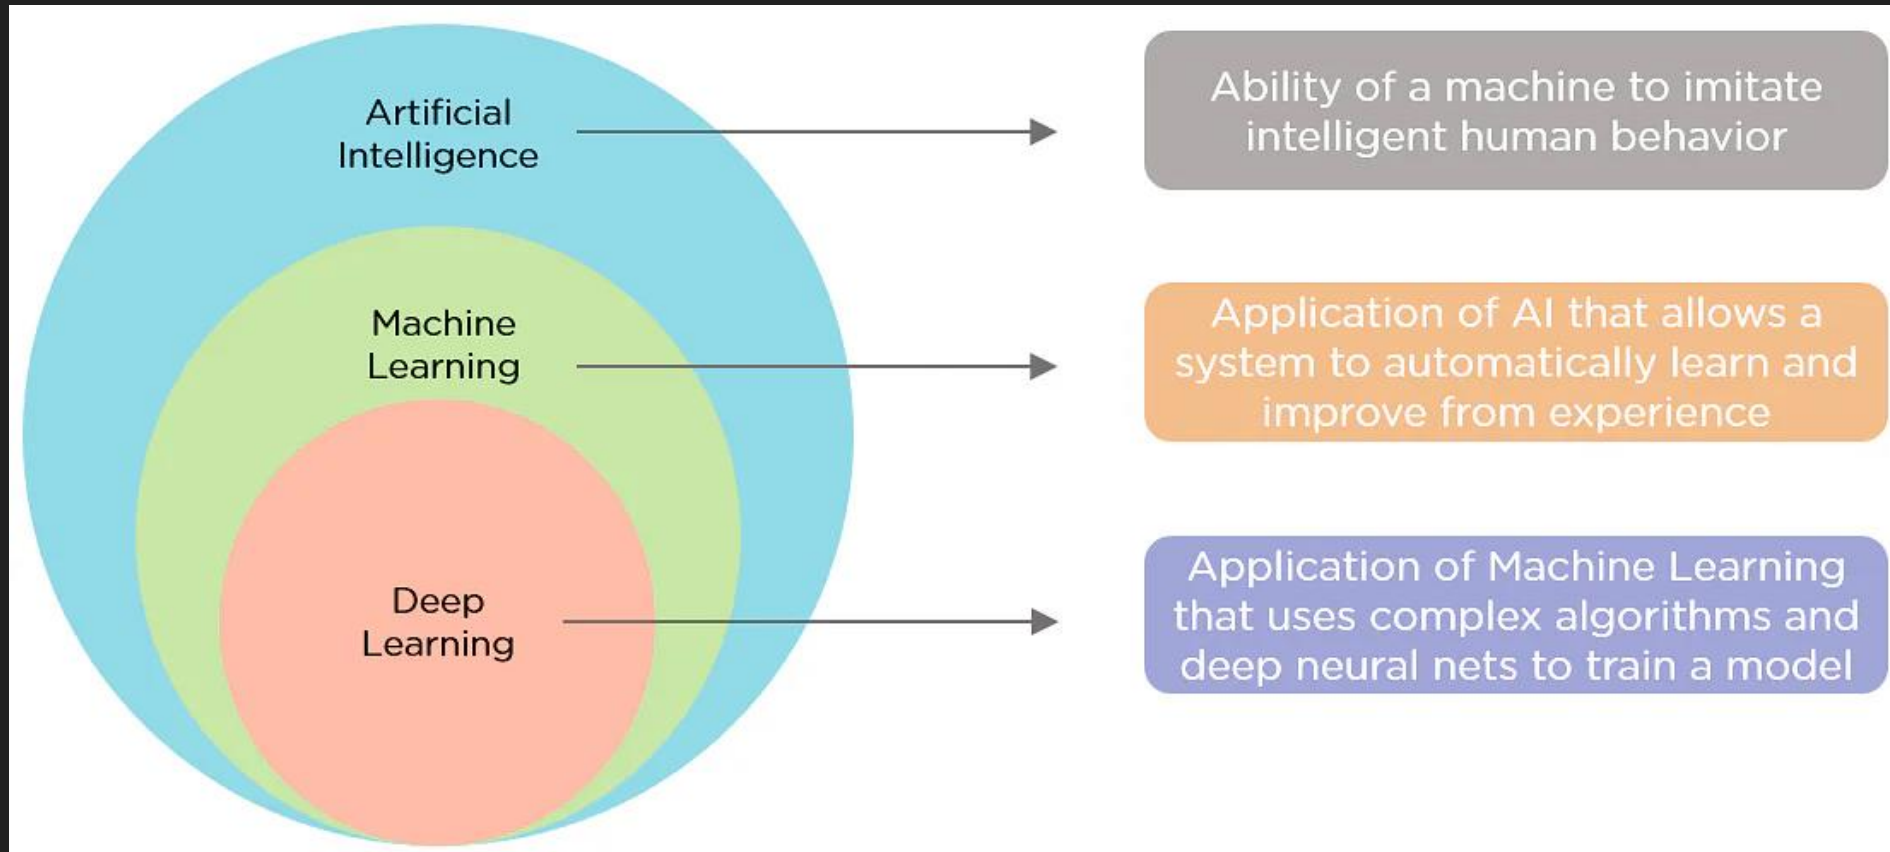 Artificial
Intelligence
Ability of a machine to imitate
intelligent human behavior
Machine
Learning
Application of AI that allows a
system to automatically learn and
improve from experience
Deep
Learning
Application of Machine Learning
that uses complex algorithms and
deep neural nets to train a model